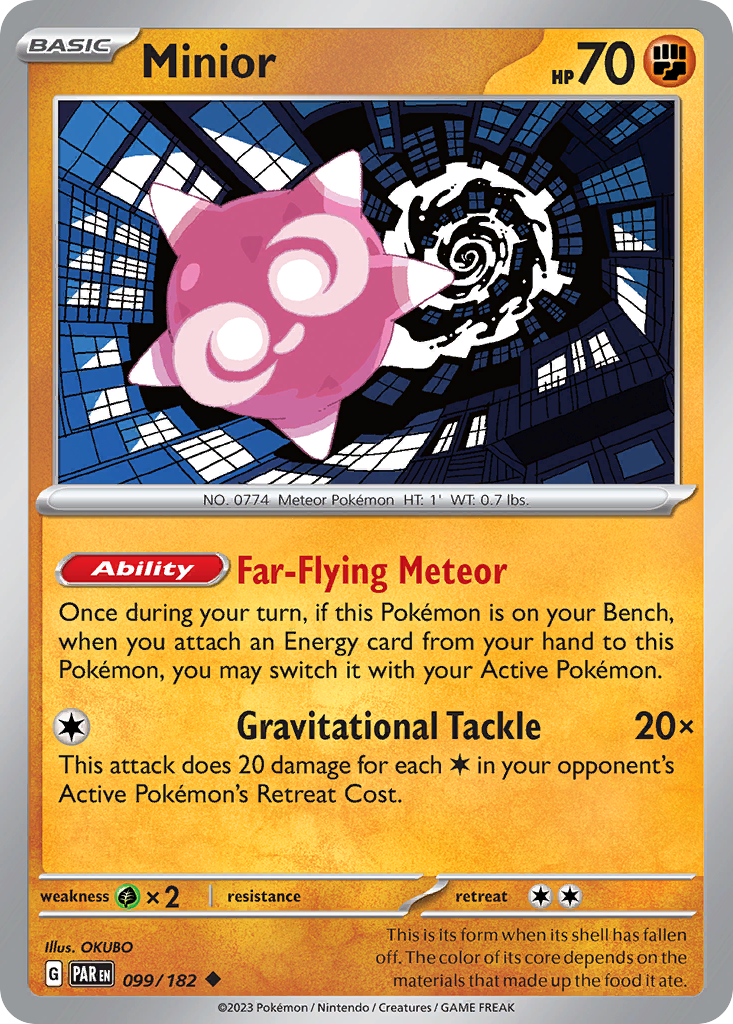 BASIC
Minior
HP 70
NO. 0774 Meteor Pokémon HT: 1' WT: 0.7 lbs.
Ability Far-Flying Meteor
Once during your turn, if this Pokémon is on your Bench,
when you attach an Energy card from your hand to this
Pokémon, you may switch it with your Active Pokémon.
Gravitational Tackle 20×
This attack does 20 damage for each in your opponent's
Active Pokémon's Retreat Cost.
weakness ×2 resistance retreat
Illus. OKUBO
This is its form when its shell has fallen
off. The color of its core depends on the
materials that made up the food it ate.
G PAR EN 099/182
©2023 Pokémon / Nintendo / Creatures / GAME FREAK